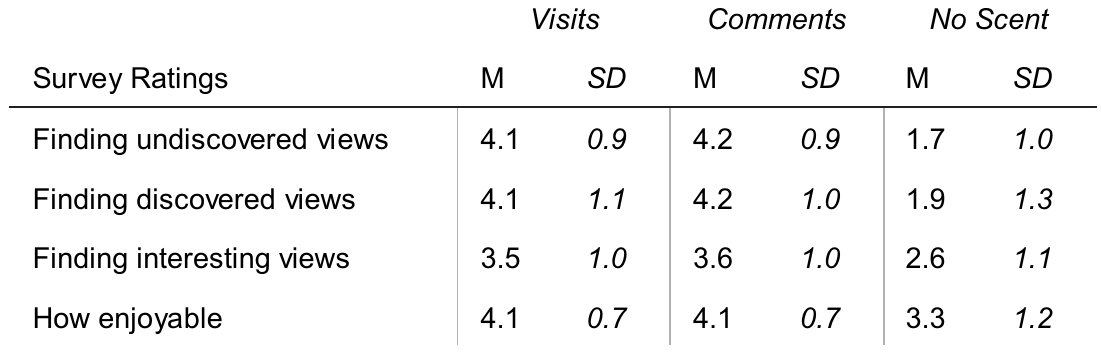 Visits Comments No Scent
Survey Ratings M SD M SD M SD
Finding undiscovered views 4.1 0.9 4.2 0.9 1.7 1.0
Finding discovered views 4.1 1.1 4.2 1.0 1.9 1.3
Finding interesting views 3.5 1.0 3.6 1.0 2.6 1.1
How enjoyable 4.1 0.7 4.1 0.7 3.3 1.2